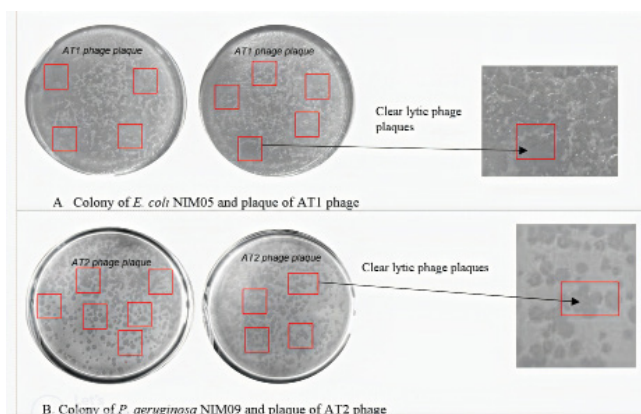 AT1 phage plaque
AT1 phage plaque
Clear lytic phage
plaques
A Colony of E. coli NIM05 and plaque of AT1 phage
AT2 phage plaque
AT2 phage plaque
Clear lytic phage plaques
B. Colony of P. aeruginosa NIM09 and plaque of AT2 phage